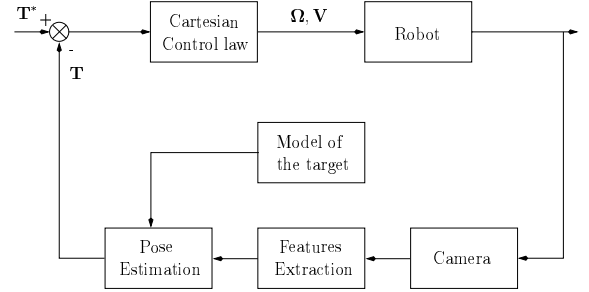 T*
+
-
T
Cartesian
Control law
Ω, V
Robot
Model of
the target
Pose
Estimation
Features
Extraction
Camera